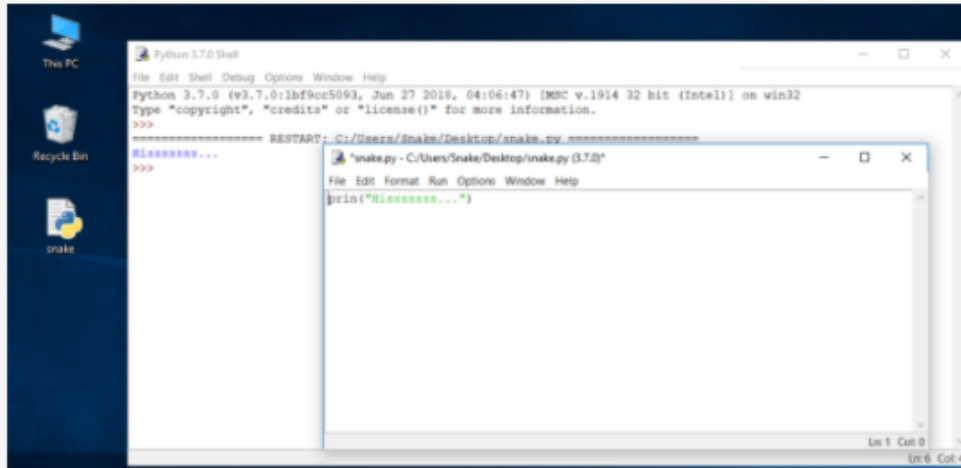 This PC
Recycle Bin
snake
Python 3.7.0 Shell
File Edit Shell Debug Options Window Help
Python 3.7.0 (v3.7.0:1bf9cc5093, Jun 27 2018, 04:06:47) [MSC v.1914 32 bit (Intel)] on win32
Type "copyright", "credits" or "license()" for more information.
>>>
================== RESTART: C:/Users/Snake/Desktop/snake.py ==================
Hisssssss...
>>>
*snake.py - C:/Users/Snake/Desktop/snake.py (3.7.0)*
File Edit Format Run Options Window Help
prin("Hisssssss...")
Ln: 1 Col: 0
Ln: 6 Col: 4